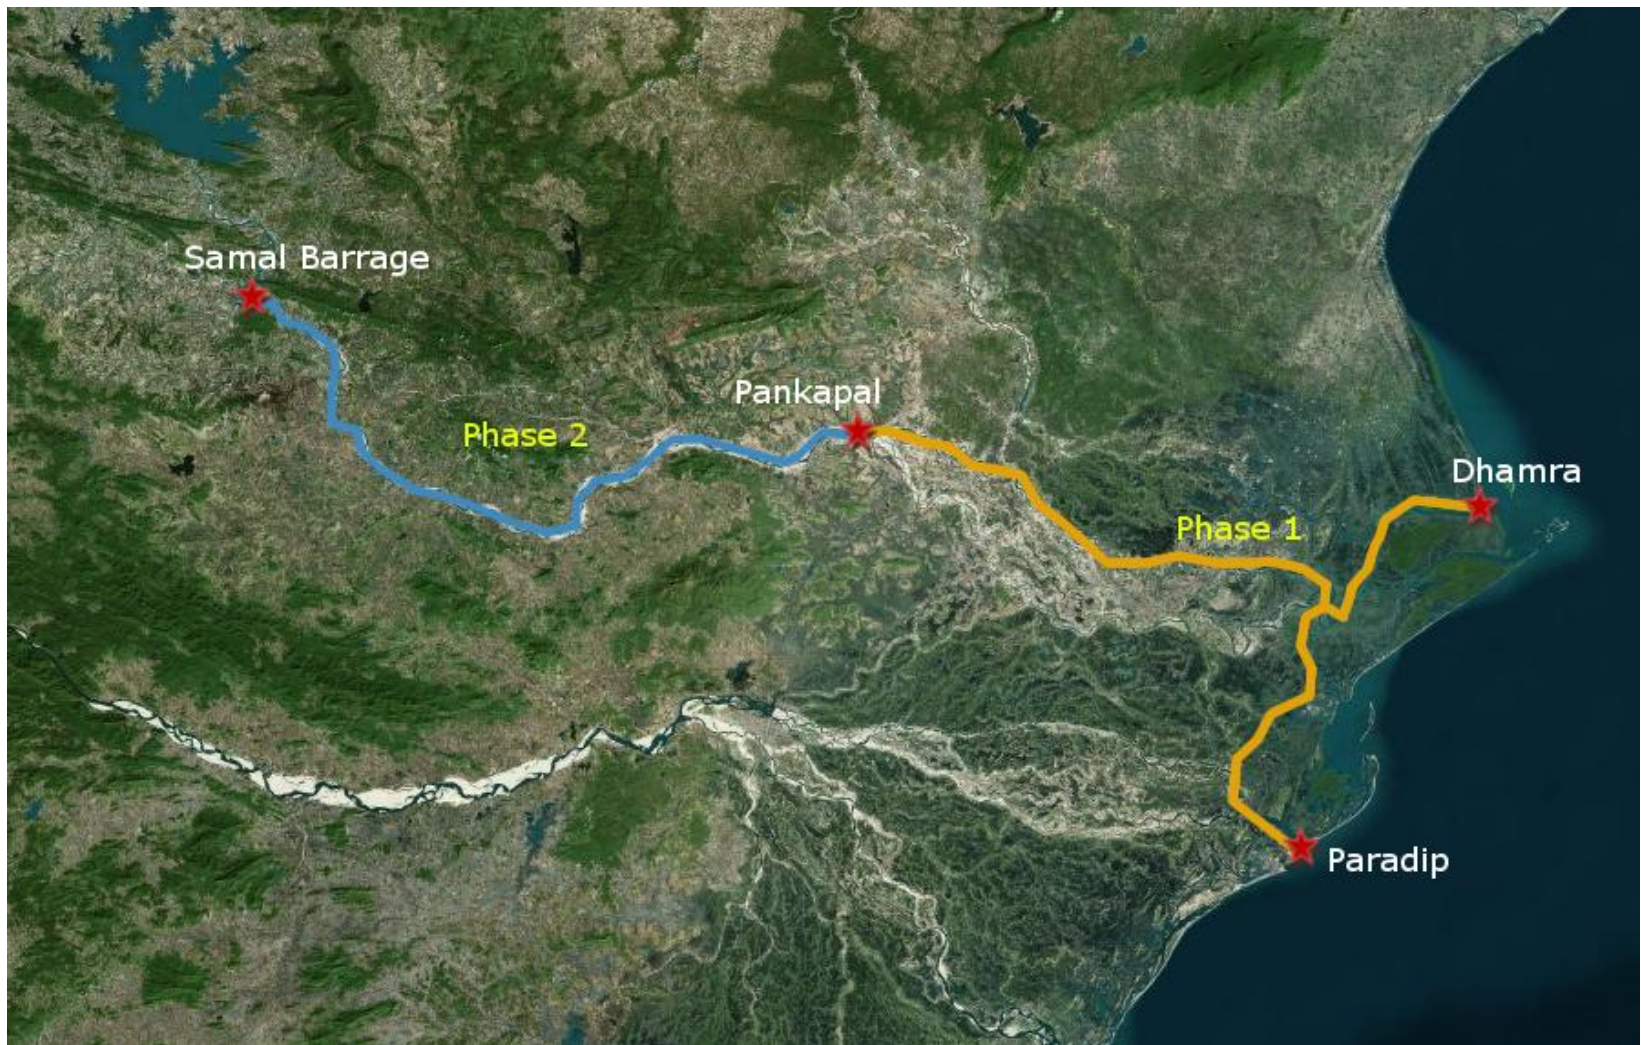 Samal Barrage
Pankapal
Phase 2
Dhamra
Phase 1
Paradip